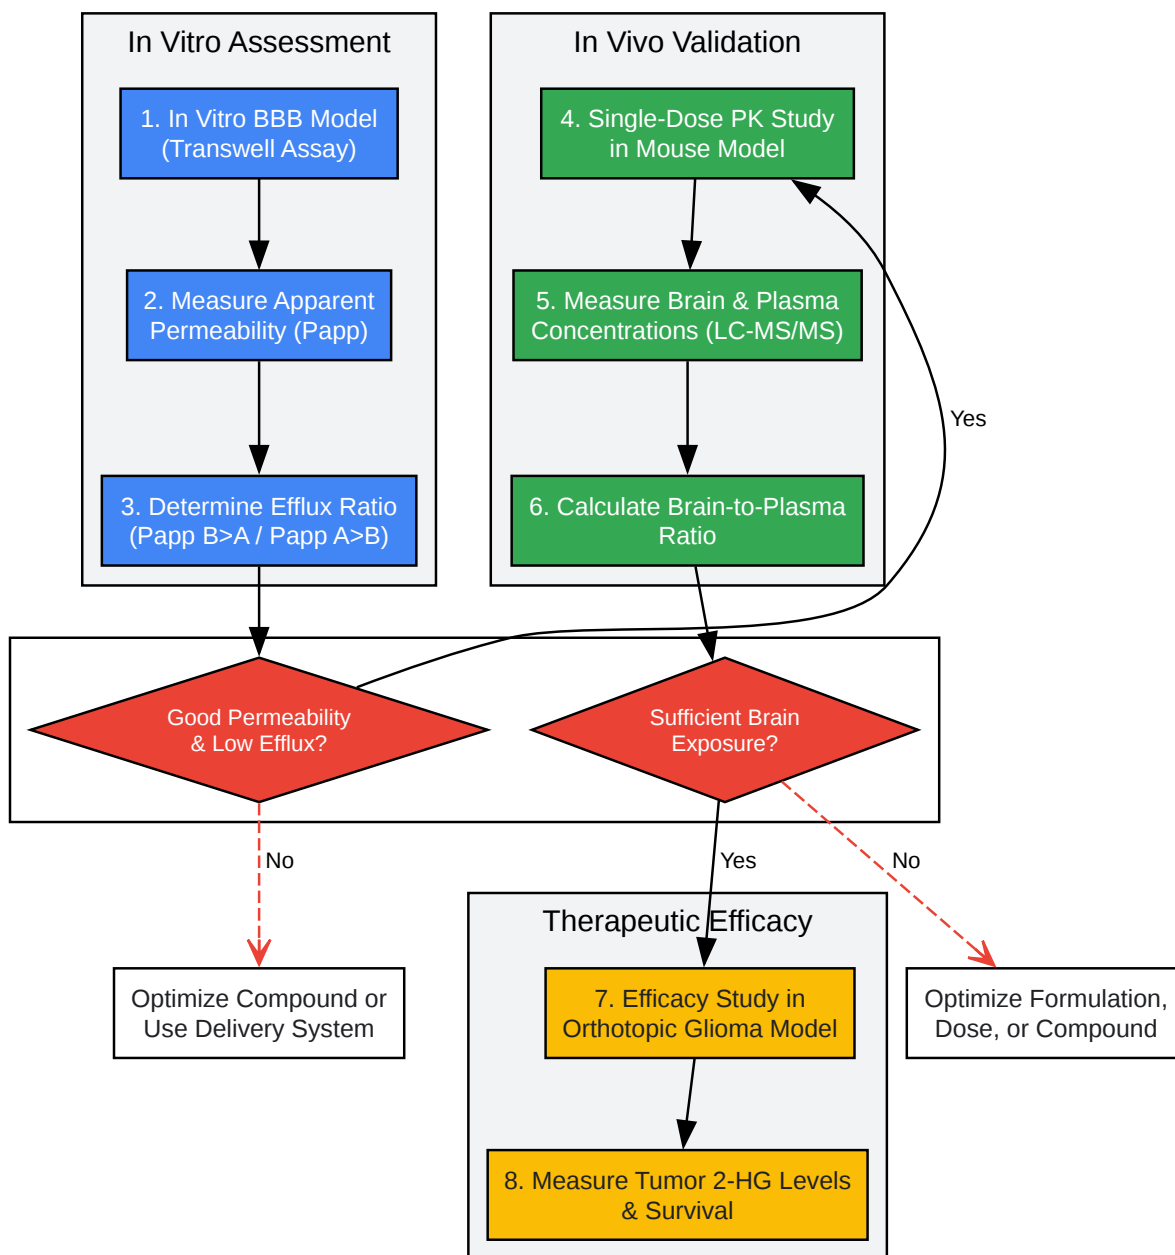 In Vitro Assessment
1. In Vitro BBB Model
(Transwell Assay)
2. Measure Apparent
Permeability (Papp)
3. Determine Efflux Ratio
(Papp B>A / Papp A>B)
In Vivo Validation
4. Single-Dose PK Study
in Mouse Model
5. Measure Brain & Plasma
Concentrations (LC-MS/MS)
6. Calculate Brain-to-Plasma
Ratio
Yes
Good Permeability
& Low Efflux?
Sufficient Brain
Exposure?
No
Yes
No
Optimize Compound or
Use Delivery System
Therapeutic Efficacy
7. Efficacy Study in
Orthotopic Glioma Model
8. Measure Tumor 2-HG Levels
& Survival
Optimize Formulation,
Dose, or Compound